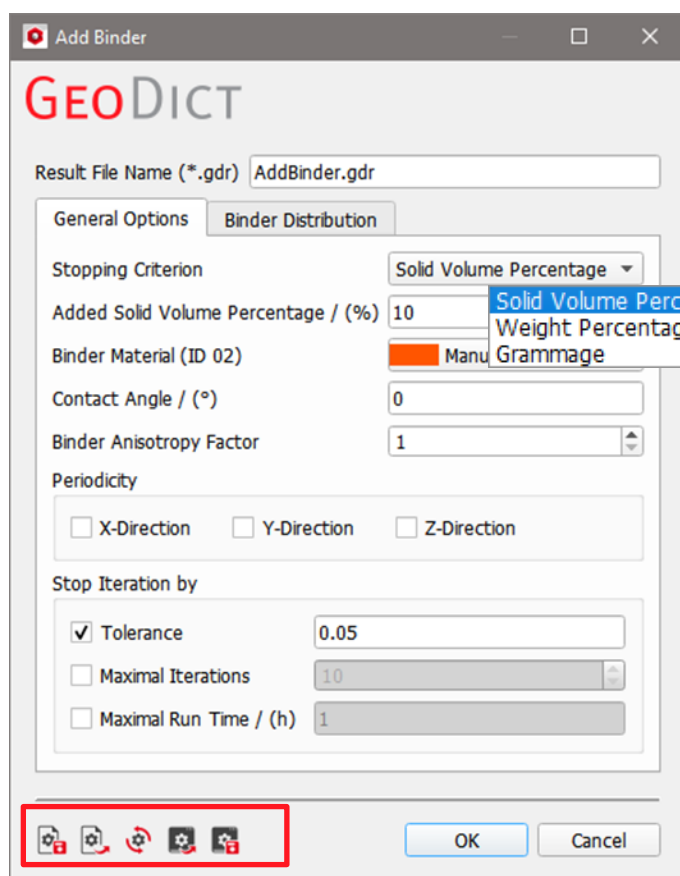 Add Binder
GEODICT
Result File Name (*.gdr) AddBinder.gdr
General Options Binder Distribution
Stopping Criterion Solid Volume Percentage
Solid Volume Perc
Added Solid Volume Percentage / (%) 10
Weight Percentag
Binder Material (ID 02) Manu
Grammage
Contact Angle / (°) 0
Binder Anisotropy Factor 1
Periodicity
X-Direction Y-Direction Z-Direction
Stop Iteration by
Tolerance 0.05
Maximal Iterations 10
Maximal Run Time / (h) 1
OK Cancel